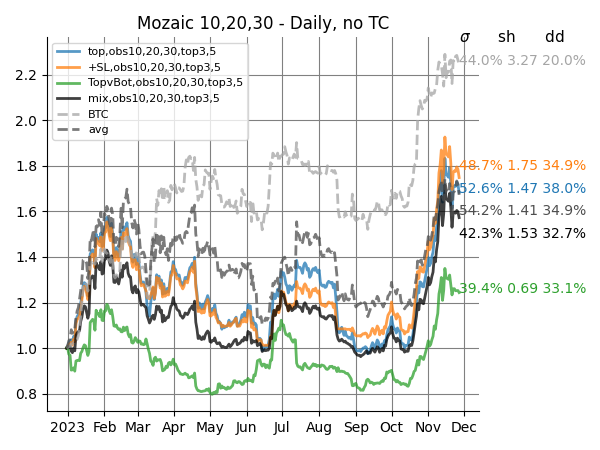 Mozaic 10,20,30 - Daily, no TC
σ sh dd
top,obs10,20,30,top3,5
+SL,obs10,20,30,top3,5
TopvBot,obs10,20,30,top3,5
mix,obs10,20,30,top3,5
BTC
avg
44.0% 3.27 20.0%
48.7% 1.75 34.9%
52.6% 1.47 38.0%
54.2% 1.41 34.9%
42.3% 1.53 32.7%
39.4% 0.69 33.1%
2.2
2.0
1.8
1.6
1.4
1.2
1.0
0.8
2023 Feb Mar Apr May Jun Jul Aug Sep Oct Nov Dec